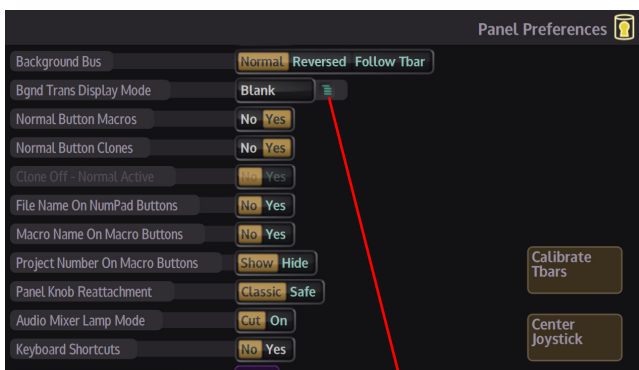 Panel Preferences
Background Bus Normal Reversed Follow Tbar
Bgnd Trans Display Mode Blank
Normal Button Macros No Yes
Normal Button Clones No Yes
Clone Off - Normal Active No Yes
File Name On NumPad Buttons No Yes
Macro Name On Macro Buttons No Yes
Project Number On Macro Buttons Show Hide
Calibrate
Tbars
Panel Knob Reattachment Classic Safe
Audio Mixer Lamp Mode Cut On
Center
Joystick
Keyboard Shortcuts No Yes